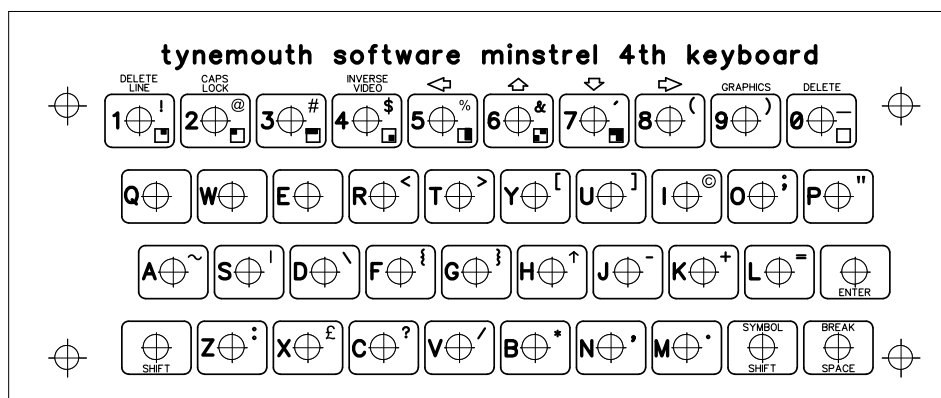 tynemouth software minstrel 4th keyboard
DELETE LINE CAPS LOCK INVERSE VIDEO ⇦ ⇧ ⇩ ⇨ GRAPHICS DELETE
1 ! 2 @ 3 # 4 $ 5 % 6 & 7 ' 8 ( 9 ) 0 _
Q W E R < T > Y [ U ] I © O ; P "
A ~ S | D \ F { G } H ↑ J - K + L = ENTER
SHIFT Z : X £ C ? V / B * N , M . SYMBOL SHIFT BREAK SPACE